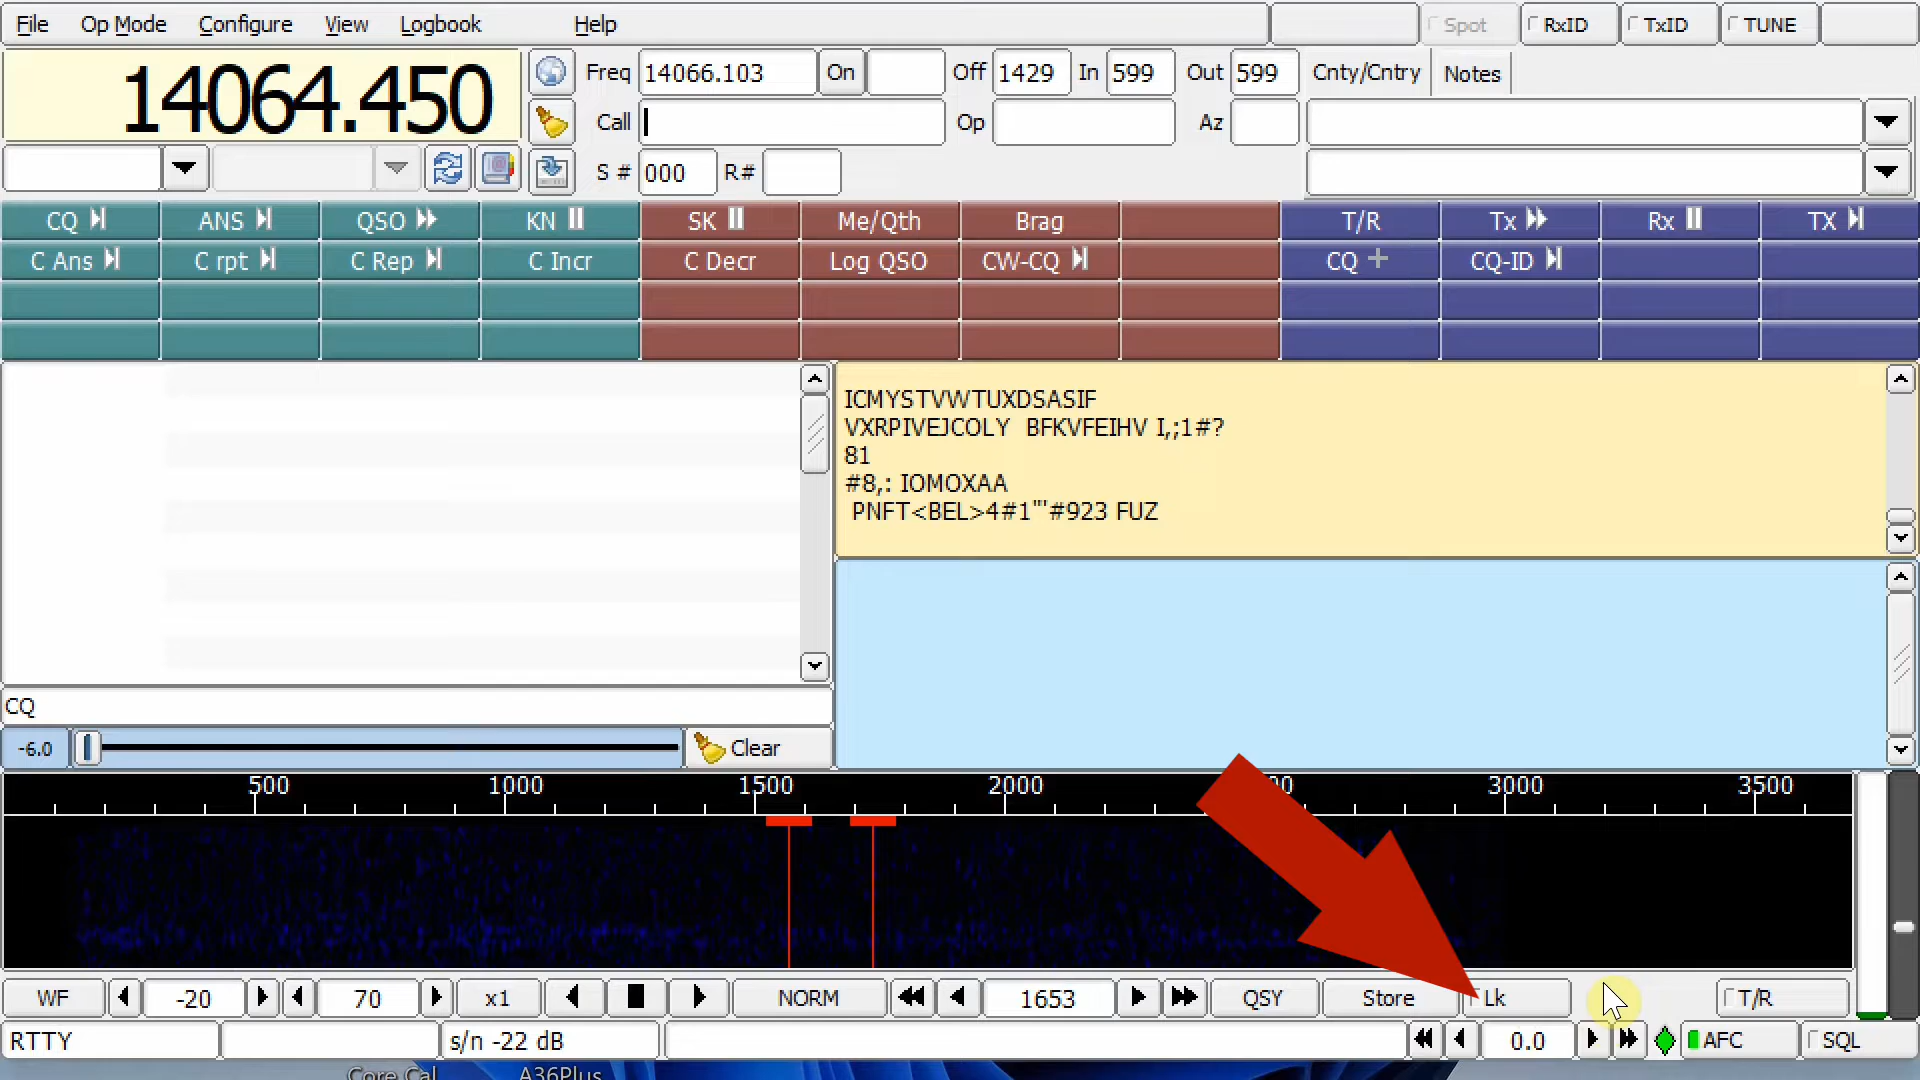 File Op Mode Configure View Logbook Help Spot RxID TxID TUNE
14064.450
Freq 14066.103 On Off 1429 In 599 Out 599 Cnty/Cntry Notes
Call Op Az
S # 000 R#
CQ ANS QSO KN SK Me/Qth Brag T/R Tx Rx TX
C Ans C rpt C Rep C Incr C Decr Log QSO CW-CQ CQ + CQ-ID
ICMYSTVWTUXDSASIF
VXRPIVEJCOLY BFKVFEIHV I,;1#?
81
#8,: IOMOXAA
PNFT<BEL>4#1"'#923 FUZ
CQ
-6.0 Clear
500 1000 1500 2000 3000 3500
WF -20 70 x1 NORM 1653 QSY Store Lk T/R
RTTY s/n -22 dB 0.0 AFC SQL
Core Cal A36Plus